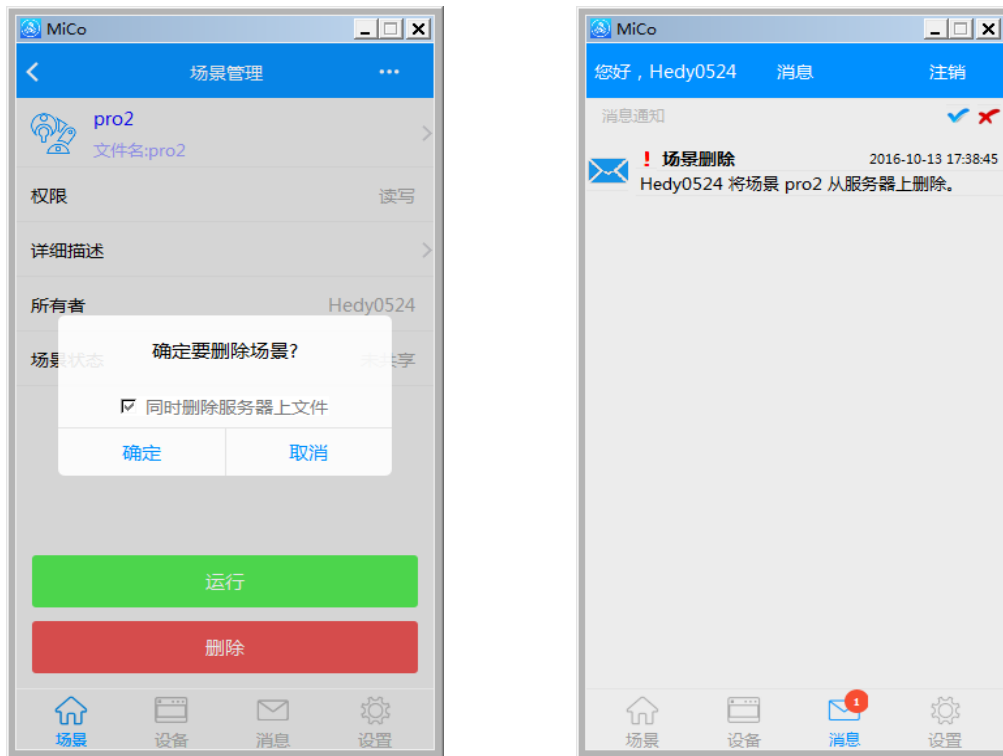 MiCo
场景管理
pro2
文件名:pro2
权限
读写
详细描述
所有者
Hedy0524
场景状态
未共享
确定要删除场景?
同时删除服务器上文件
确定
取消
运行
删除
场景
设备
消息
设置
MiCo
您好，Hedy0524
消息
注销
消息通知
! 场景删除
2016-10-13 17:38:45
Hedy0524 将场景 pro2 从服务器上删除。
场景
设备
1
消息
设置